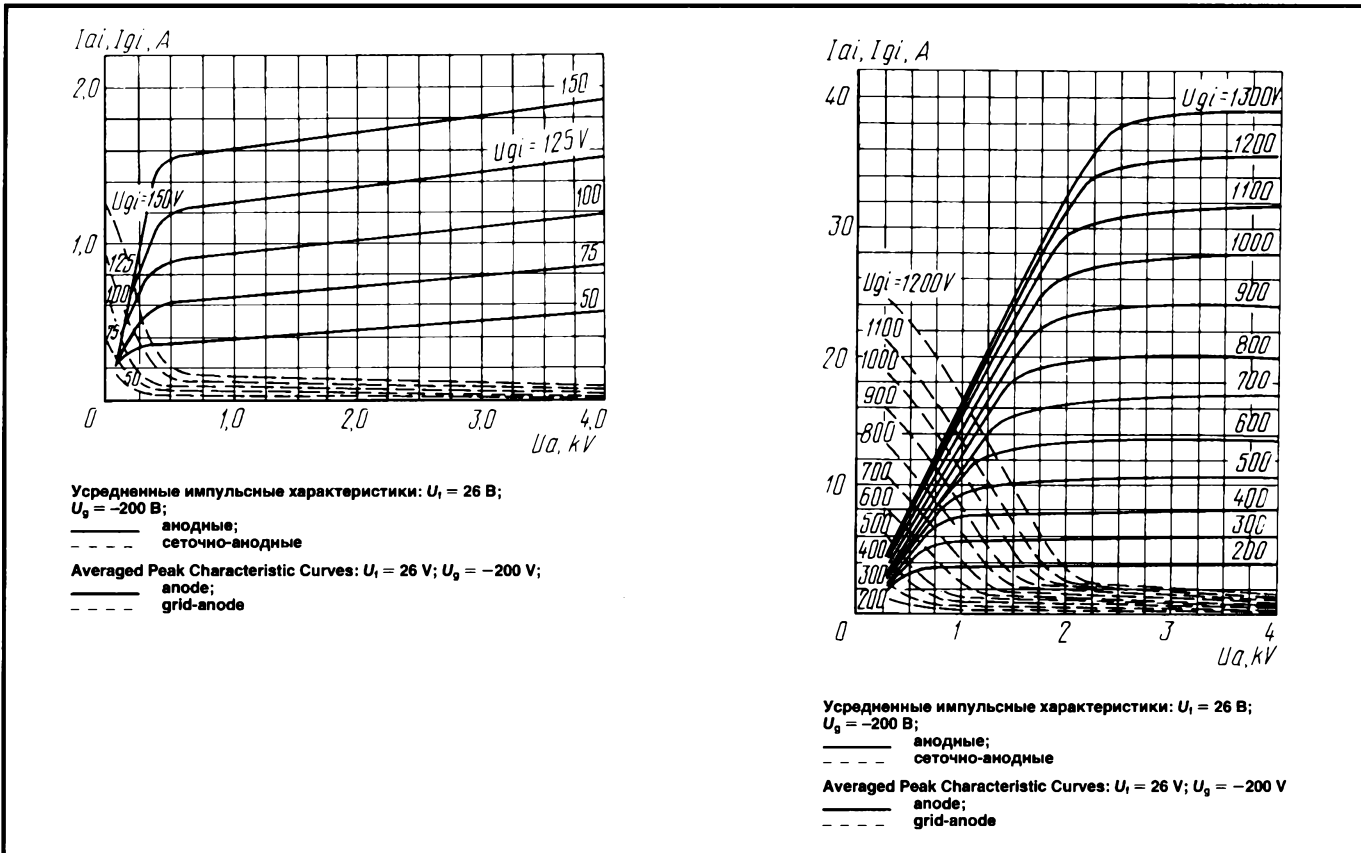 Iai, Igi, A
2,0
1,0
0
1,0
2,0
3,0
4,0
Ua, kV
150
Ugi = 125 V
100
75
50
Ugi=150V
125
100
75
50
Усредненные импульсные характеристики: Uf = 26 В;
Ug = −200 В;
анодные;
сеточно-анодные
Averaged Peak Characteristic Curves: Uf = 26 V; Ug = −200 V;
anode;
grid-anode
Iai, Igi, A
40
30
20
10
0
1
2
3
4
Ua, kV
Ugi=1300V
1200
1100
1000
900
800
700
600
500
400
300
200
Ugi=1200V
1100
1000
900
800
700
600
500
400
300
200
Усредненные импульсные характеристики: Uf = 26 В;
Ug = −200 В;
анодные;
сеточно-анодные
Averaged Peak Characteristic Curves: Uf = 26 V; Ug = −200 V
anode;
grid-anode